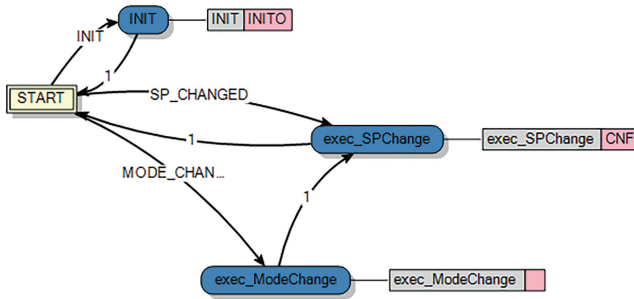 INIT
INIT INITO
INIT
1
START
SP_CHANGED
1
exec_SPChange
exec_SPChange CNF
MODE_CHAN...
1
exec_ModeChange
exec_ModeChange